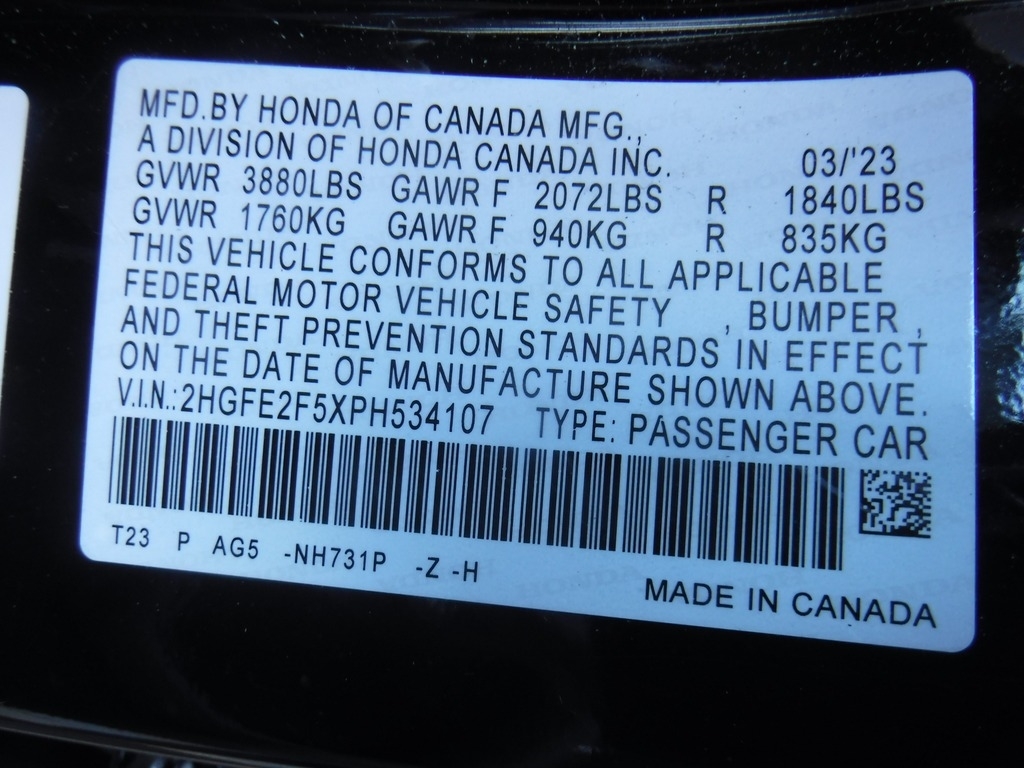 MFD.BY HONDA OF CANADA MFG.,
A DIVISION OF HONDA CANADA INC. 03/'23
GVWR 3880LBS GAWR F 2072LBS R 1840LBS
GVWR 1760KG GAWR F 940KG R 835KG
THIS VEHICLE CONFORMS TO ALL APPLICABLE
FEDERAL MOTOR VEHICLE SAFETY , BUMPER ,
AND THEFT PREVENTION STANDARDS IN EFFECT
ON THE DATE OF MANUFACTURE SHOWN ABOVE.
V.I.N.:2HGFE2F5XPH534107 TYPE: PASSENGER CAR
T23 P AG5 -NH731P -Z -H
MADE IN CANADA